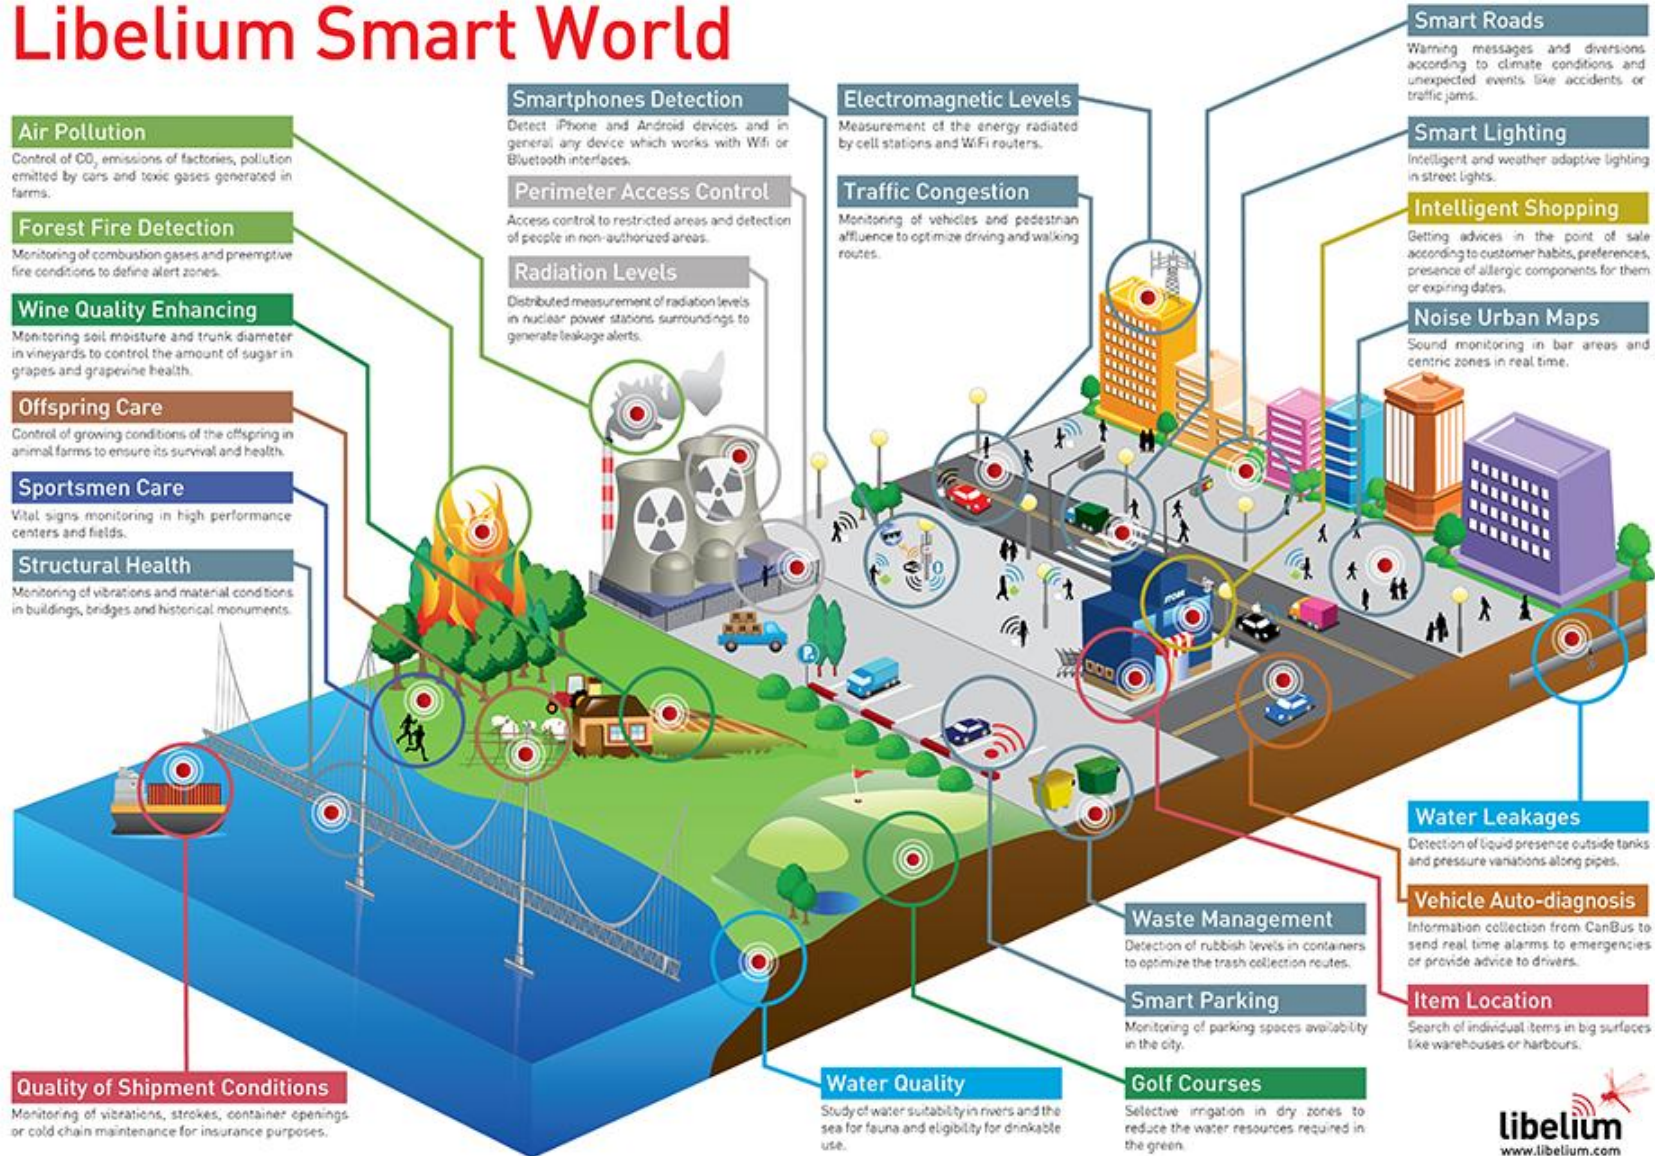 Libelium Smart World
Air Pollution
Control of CO₂ emissions of factories, pollution
emitted by cars and toxic gases generated in
farms.
Forest Fire Detection
Monitoring of combustion gases and preemptive
fire conditions to define alert zones.
Wine Quality Enhancing
Monitoring soil moisture and trunk diameter
in vineyards to control the amount of sugar in
grapes and grapevine health.
Offspring Care
Control of growing conditions of the offspring in
animal farms to ensure its survival and health.
Sportsmen Care
Vital signs monitoring in high performance
centers and fields.
Structural Health
Monitoring of vibrations and material conditions
in buildings, bridges and historical monuments.
Quality of Shipment Conditions
Monitoring of vibrations, strokes, container openings
or cold chain maintenance for insurance purposes.
Smartphones Detection
Detect iPhone and Android devices and in
general any device which works with Wifi or
Bluetooth interfaces.
Perimeter Access Control
Access control to restricted areas and detection
of people in non-authorized areas.
Radiation Levels
Distributed measurement of radiation levels
in nuclear power stations surroundings to
generate leakage alerts.
Electromagnetic Levels
Measurement of the energy radiated
by cell stations and WiFi routers.
Traffic Congestion
Monitoring of vehicles and pedestrian
affluence to optimize driving and walking
routes.
Smart Roads
Warning messages and diversions
according to climate conditions and
unexpected events like accidents or
traffic jams.
Smart Lighting
Intelligent and weather adaptive lighting
in street lights.
Intelligent Shopping
Getting advices in the point of sale
according to customer habits, preferences,
presence of allergic components for them
or expiring dates.
Noise Urban Maps
Sound monitoring in bar areas and
centric zones in real time.
STORE
P
Water Leakages
Detection of liquid presence outside tanks
and pressure variations along pipes.
Vehicle Auto-diagnosis
Information collection from CanBus to
send real time alarms to emergencies
or provide advice to drivers.
Item Location
Search of individual items in big surfaces
like warehouses or harbours.
Waste Management
Detection of rubbish levels in containers
to optimize the trash collection routes.
Smart Parking
Monitoring of parking spaces availability
in the city.
Golf Courses
Selective irrigation in dry zones to
reduce the water resources required in
the green.
Water Quality
Study of water suitability in rivers and the
sea for fauna and eligibility for drinkable
use.
libelium
www.libelium.com